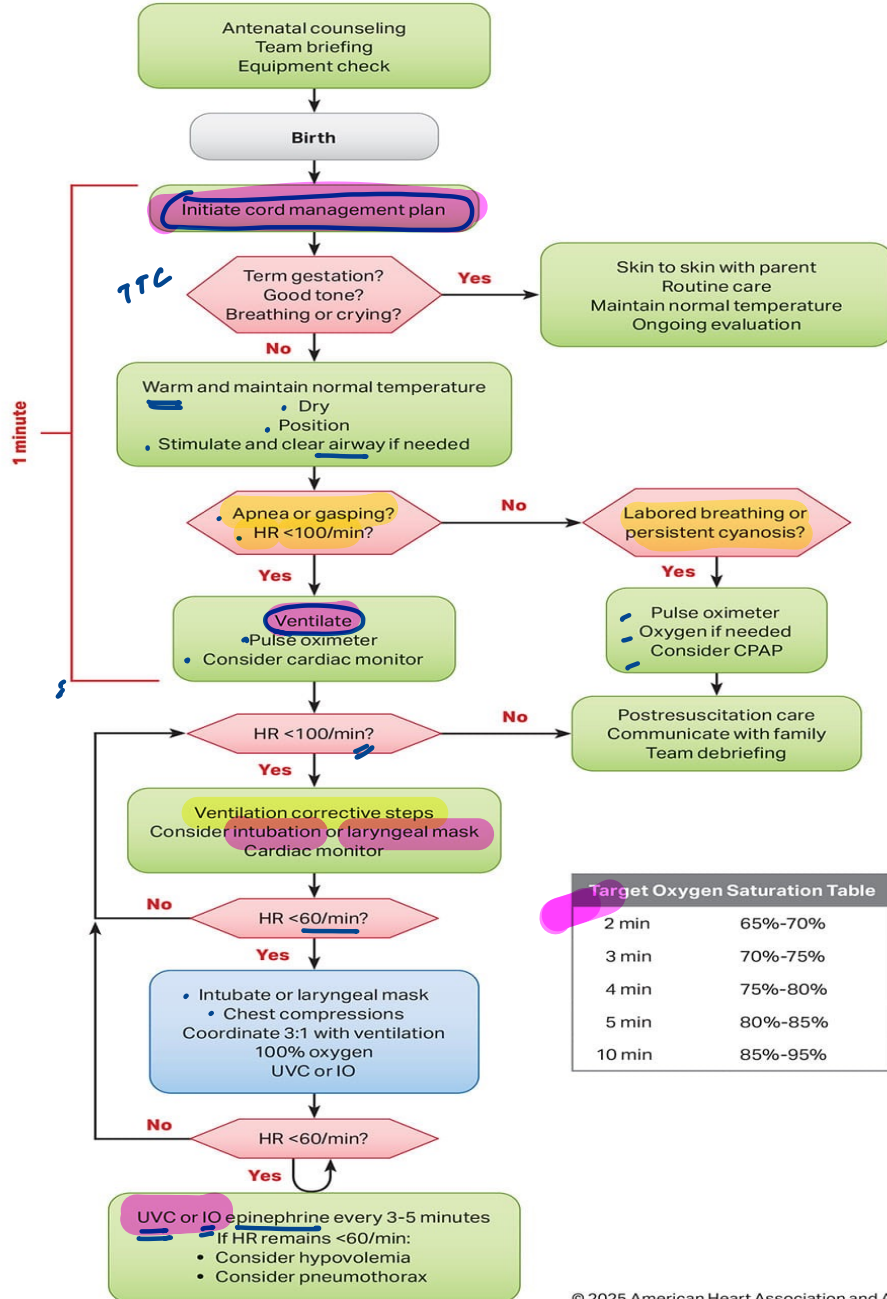 Antenatal counseling
Team briefing
Equipment check
Birth
Initiate cord management plan
TTC
Term gestation?
Good tone?
Breathing or crying?
Yes
Skin to skin with parent
Routine care
Maintain normal temperature
Ongoing evaluation
No
Warm and maintain normal temperature
• Dry
• Position
• Stimulate and clear airway if needed
1 minute
• Apnea or gasping?
• HR <100/min?
No
Labored breathing or
persistent cyanosis?
Yes
Ventilate
• Pulse oximeter
• Consider cardiac monitor
Yes
Pulse oximeter
Oxygen if needed
Consider CPAP
HR <100/min?
No
Postresuscitation care
Communicate with family
Team debriefing
Yes
Ventilation corrective steps
Consider intubation or laryngeal mask
Cardiac monitor
HR <60/min?
No
Yes
• Intubate or laryngeal mask
• Chest compressions
Coordinate 3:1 with ventilation
100% oxygen
UVC or IO
HR <60/min?
No
Yes
UVC or IO epinephrine every 3-5 minutes
If HR remains <60/min:
• Consider hypovolemia
• Consider pneumothorax
Target Oxygen Saturation Table
2 min 65%-70%
3 min 70%-75%
4 min 75%-80%
5 min 80%-85%
10 min 85%-95%
© 2025 American Heart Association and A